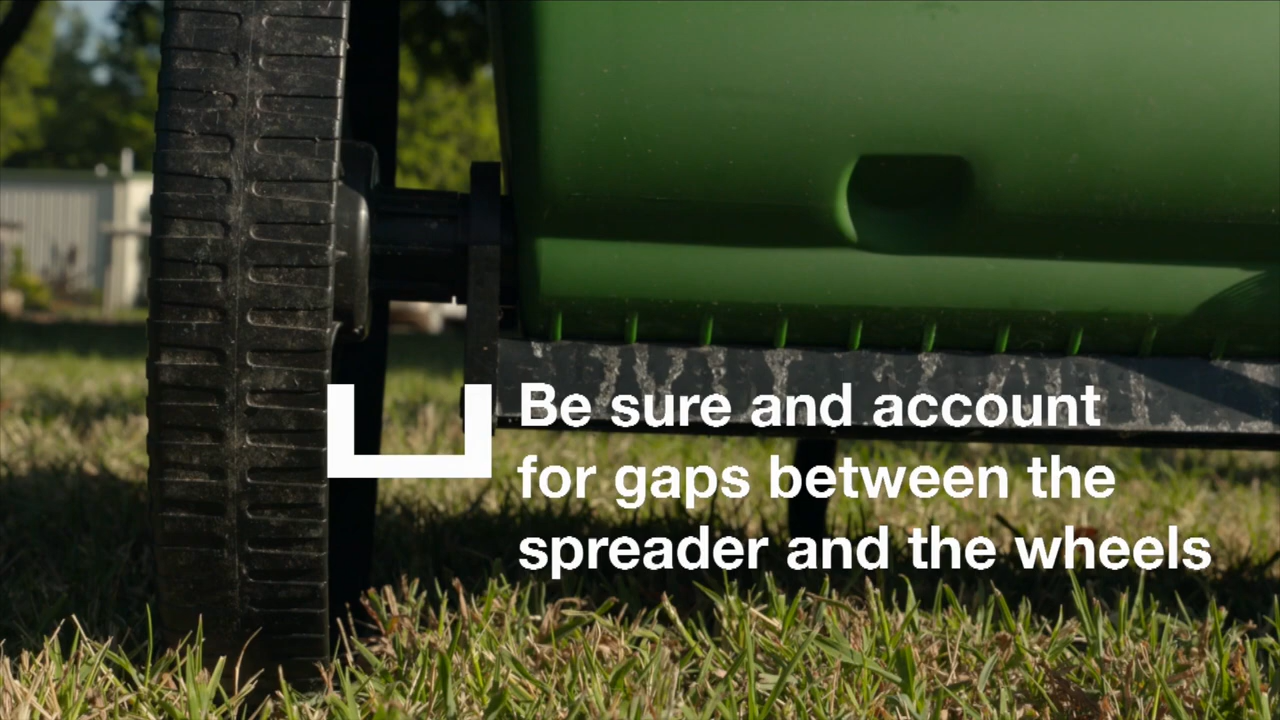 Be sure and account
for gaps between the
spreader and the wheels